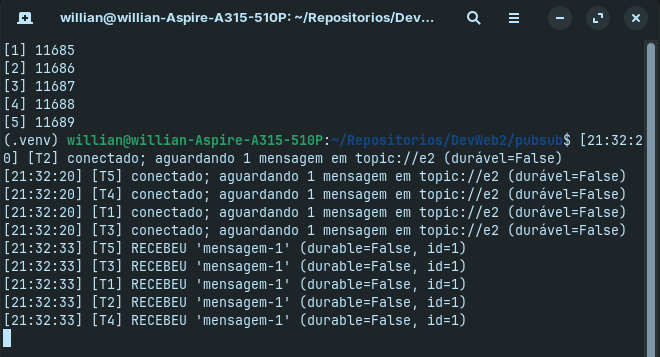 willian@willian-Aspire-A315-510P: ~/Repositorios/Dev...
[1] 11685
[2] 11686
[3] 11687
[4] 11688
[5] 11689
(.venv) willian@willian-Aspire-A315-510P:~/Repositorios/DevWeb2/pubsub$ [21:32:2
0] [T2] conectado; aguardando 1 mensagem em topic://e2 (durável=False)
[21:32:20] [T5] conectado; aguardando 1 mensagem em topic://e2 (durável=False)
[21:32:20] [T4] conectado; aguardando 1 mensagem em topic://e2 (durável=False)
[21:32:20] [T1] conectado; aguardando 1 mensagem em topic://e2 (durável=False)
[21:32:20] [T3] conectado; aguardando 1 mensagem em topic://e2 (durável=False)
[21:32:33] [T5] RECEBEU 'mensagem-1' (durable=False, id=1)
[21:32:33] [T3] RECEBEU 'mensagem-1' (durable=False, id=1)
[21:32:33] [T1] RECEBEU 'mensagem-1' (durable=False, id=1)
[21:32:33] [T2] RECEBEU 'mensagem-1' (durable=False, id=1)
[21:32:33] [T4] RECEBEU 'mensagem-1' (durable=False, id=1)